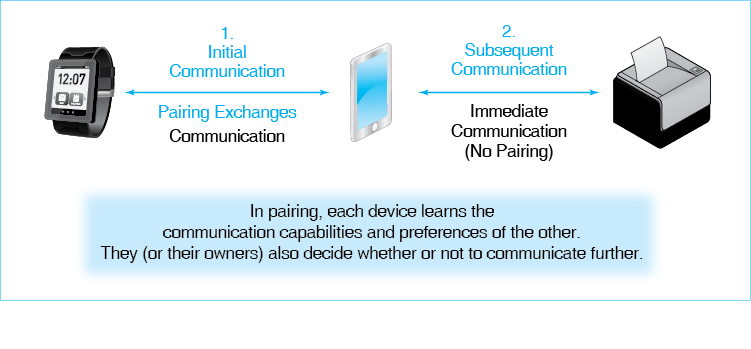 1.
Initial
Communication
Pairing Exchanges
Communication
2.
Subsequent
Communication
Immediate
Communication
(No Pairing)
12:07
In pairing, each device learns the
communication capabilities and preferences of the other.
They (or their owners) also decide whether or not to communicate further.